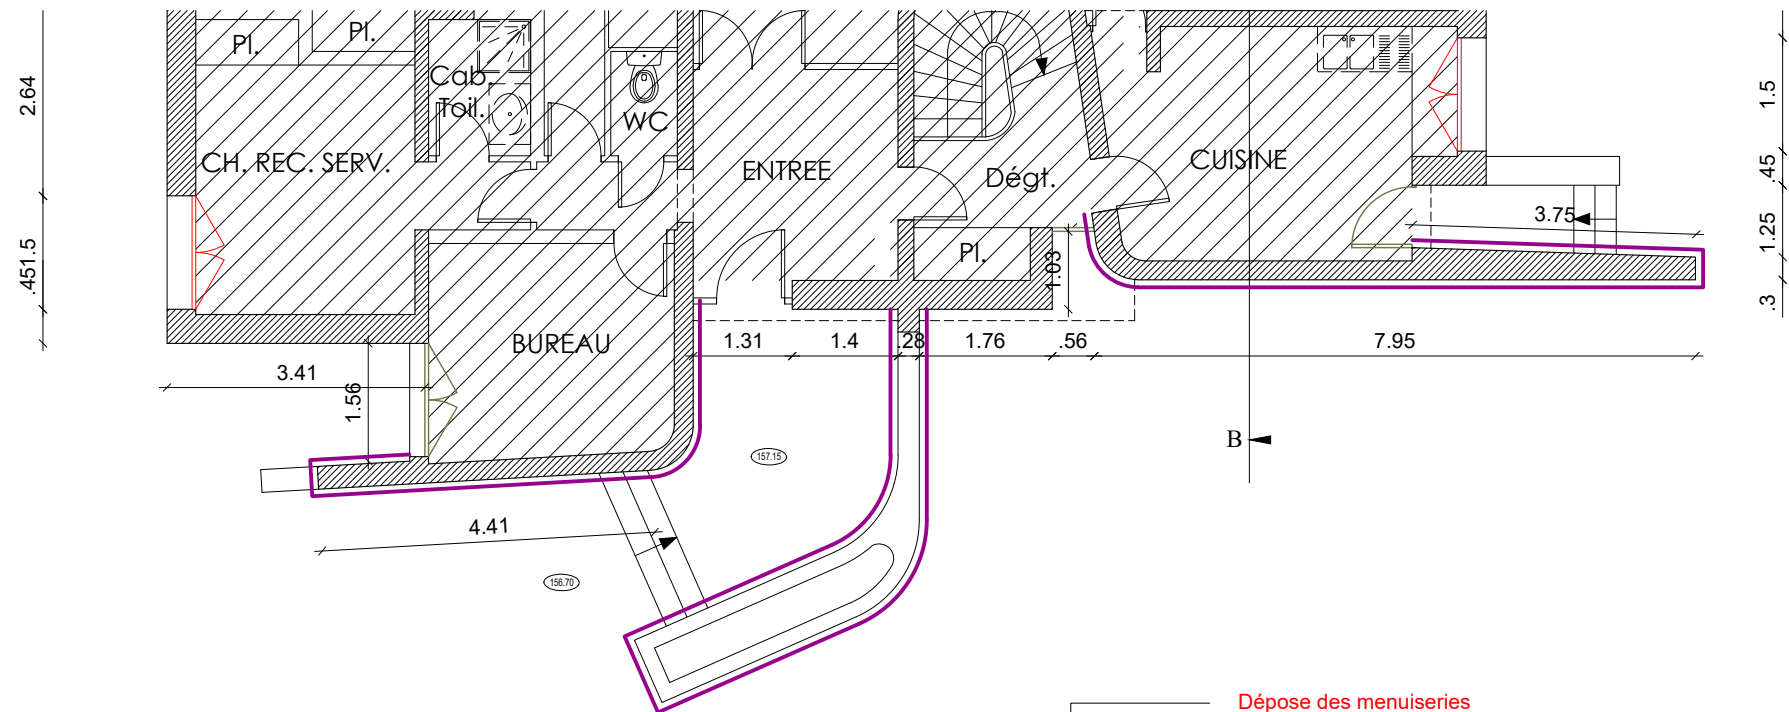 Pl.
Pl.
Cab.
Toil.
WC
CH. REC. SERV.
ENTREE
Dégt.
CUISINE
Pl.
BUREAU
2.64
.451.5
1.5
.45
1.25
.3
3.75
1.03
1.31
1.4
.28
1.76
.56
7.95
3.41
1.56
B
157.15
4.41
156.70
Dépose des menuiseries